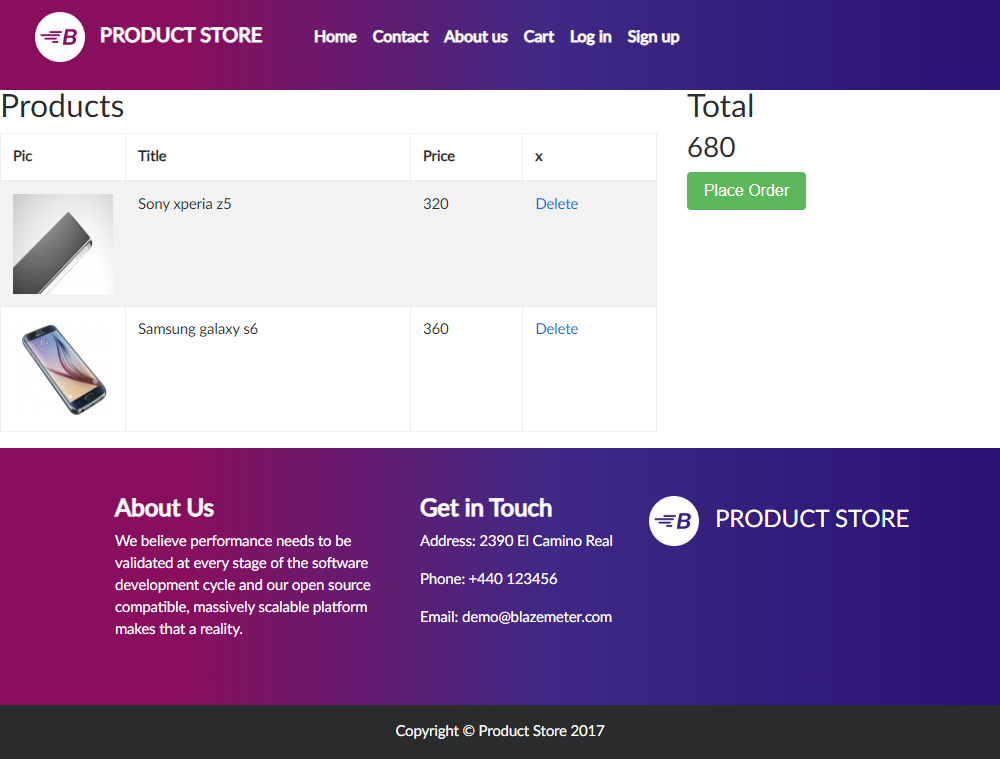 B PRODUCT STORE Home Contact About us Cart Log in Sign up
Products
Total
680
Place Order
Pic Title Price x
Sony xperia z5 320 Delete
Samsung galaxy s6 360 Delete
About Us
We believe performance needs to be
validated at every stage of the software
development cycle and our open source
compatible, massively scalable platform
makes that a reality.
Get in Touch
Address: 2390 El Camino Real
Phone: +440 123456
Email: demo@blazemeter.com
B PRODUCT STORE
Copyright © Product Store 2017